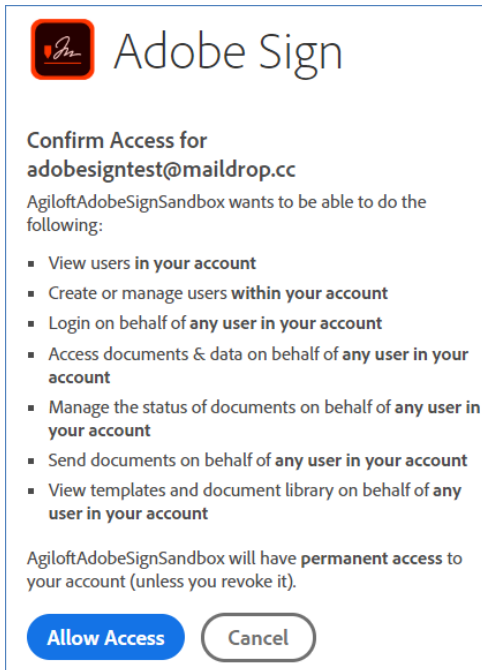 Adobe Sign
Confirm Access for
adobesigntest@maildrop.cc
AgiloftAdobeSignSandbox wants to be able to do the
following:
▪ View users in your account
▪ Create or manage users within your account
▪ Login on behalf of any user in your account
▪ Access documents & data on behalf of any user in your
account
▪ Manage the status of documents on behalf of any user in
your account
▪ Send documents on behalf of any user in your account
▪ View templates and document library on behalf of any
user in your account
AgiloftAdobeSignSandbox will have permanent access to
your account (unless you revoke it).
Allow Access Cancel